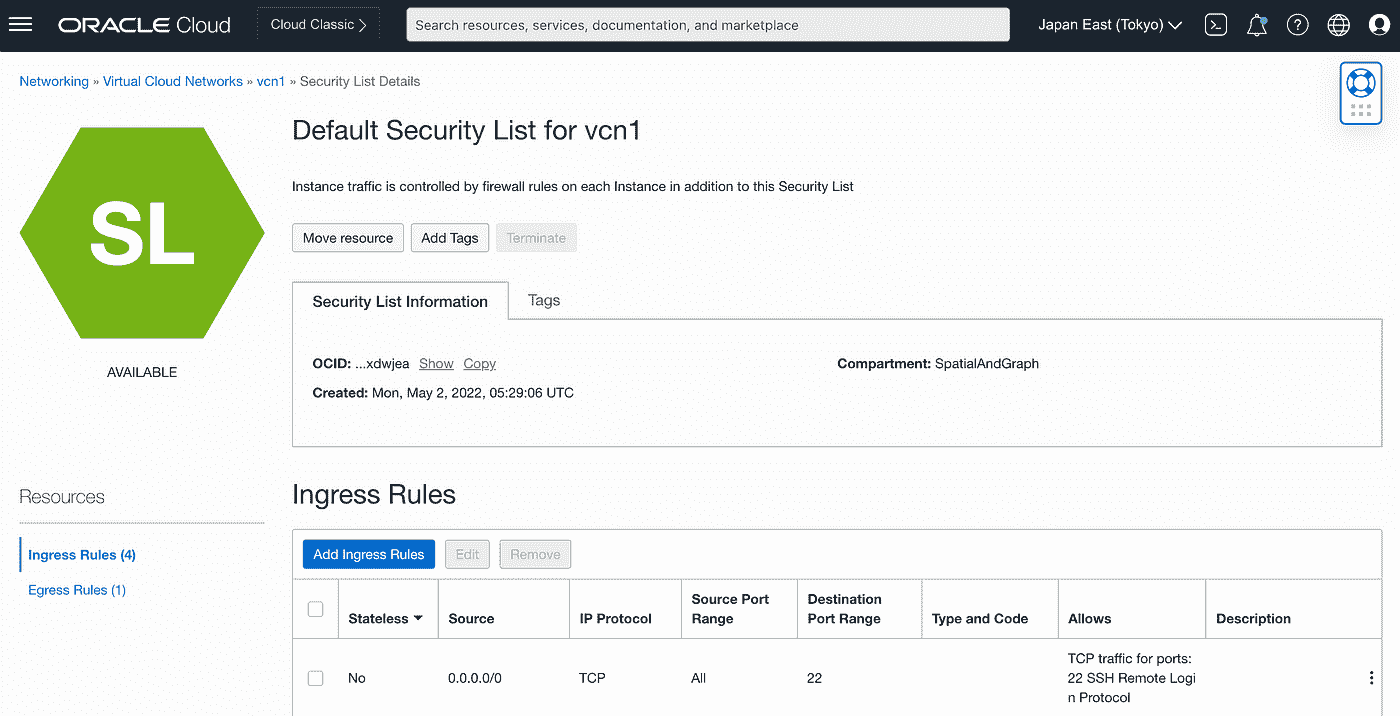 ORACLE Cloud
Cloud Classic
Search resources, services, documentation, and marketplace
Japan East (Tokyo)
Networking » Virtual Cloud Networks » vcn1 » Security List Details
SL
AVAILABLE
Default Security List for vcn1
Instance traffic is controlled by firewall rules on each Instance in addition to this Security List
Move resource
Add Tags
Terminate
Security List Information
Tags
OCID: ...xdwjea Show Copy
Compartment: SpatialAndGraph
Created: Mon, May 2, 2022, 05:29:06 UTC
Resources
Ingress Rules (4)
Egress Rules (1)
Ingress Rules
Add Ingress Rules
Edit
Remove
Stateless
Source
IP Protocol
Source Port
Range
Destination
Port Range
Type and Code
Allows
Description
No
0.0.0.0/0
TCP
All
22
TCP traffic for ports:
22 SSH Remote Logi
n Protocol